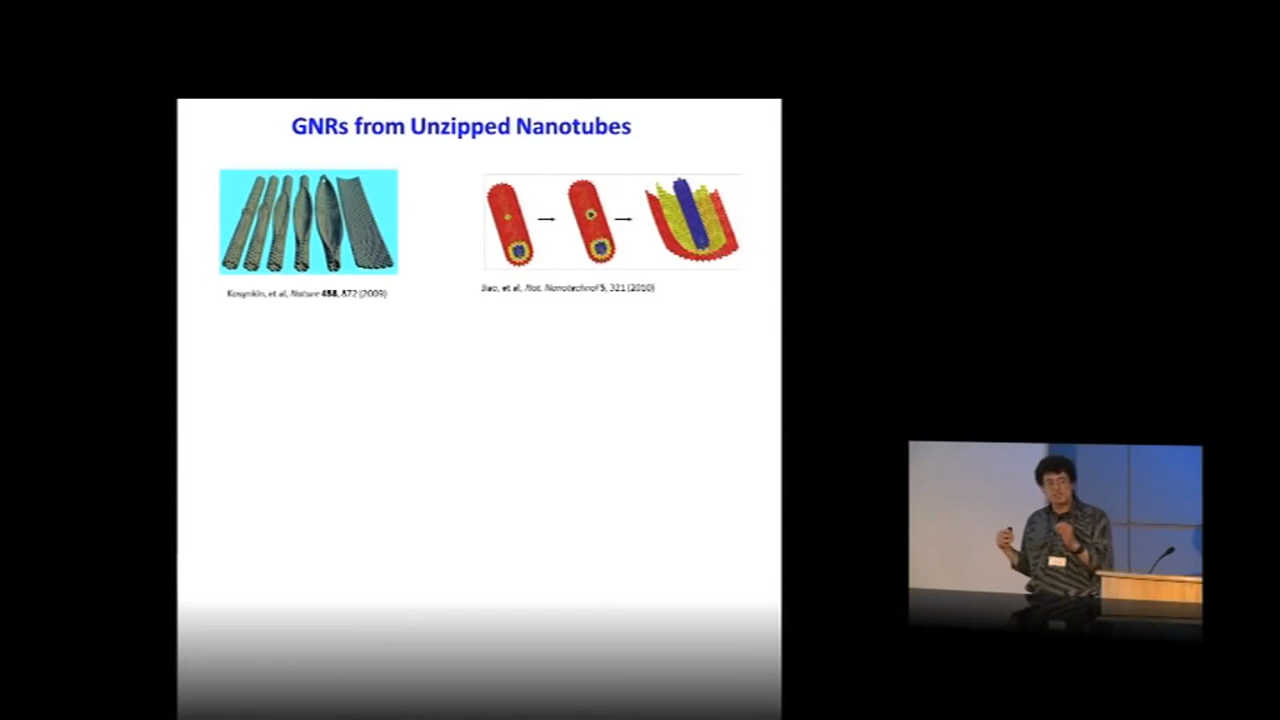 GNRs from Unzipped Nanotubes
Kosynkin, et al, Nature 458, 872 (2009)
Jiao, et al, Nat. Nanotechnol 5, 321 (2010)